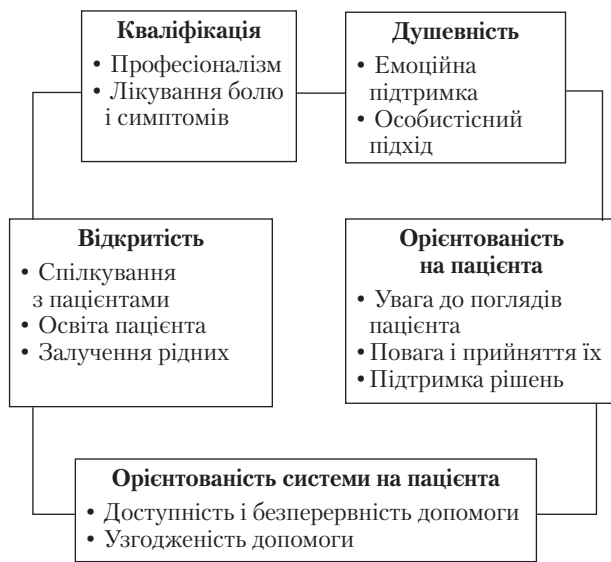 Кваліфікація
• Професіоналізм
• Лікування болю
і симптомів
Душевність
• Емоційна
підтримка
• Особистісний
підхід
Відкритість
• Спілкування
з пацієнтами
• Освіта пацієнта
• Залучення рідних
Орієнтованість
на пацієнта
• Увага до поглядів
пацієнта
• Повага і прийняття їх
• Підтримка рішень
Орієнтованість системи на пацієнта
• Доступність і безперервність допомоги
• Узгодженість допомоги